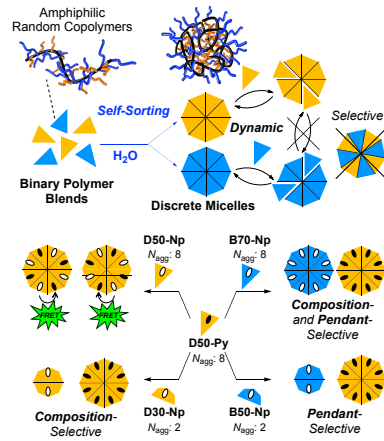 Amphiphilic
Random Copolymers
Self-Sorting
H₂O
Binary Polymer
Blends
Dynamic
Selective
Discrete Micelles
D50-Np
Nagg: 8
B70-Np
Nagg: 8
FRET
FRET
D50-Py
Nagg: 8
Composition-
and Pendant-
Selective
D30-Np
Nagg: 2
B50-Np
Nagg: 2
Composition-
Selective
Pendant-
Selective